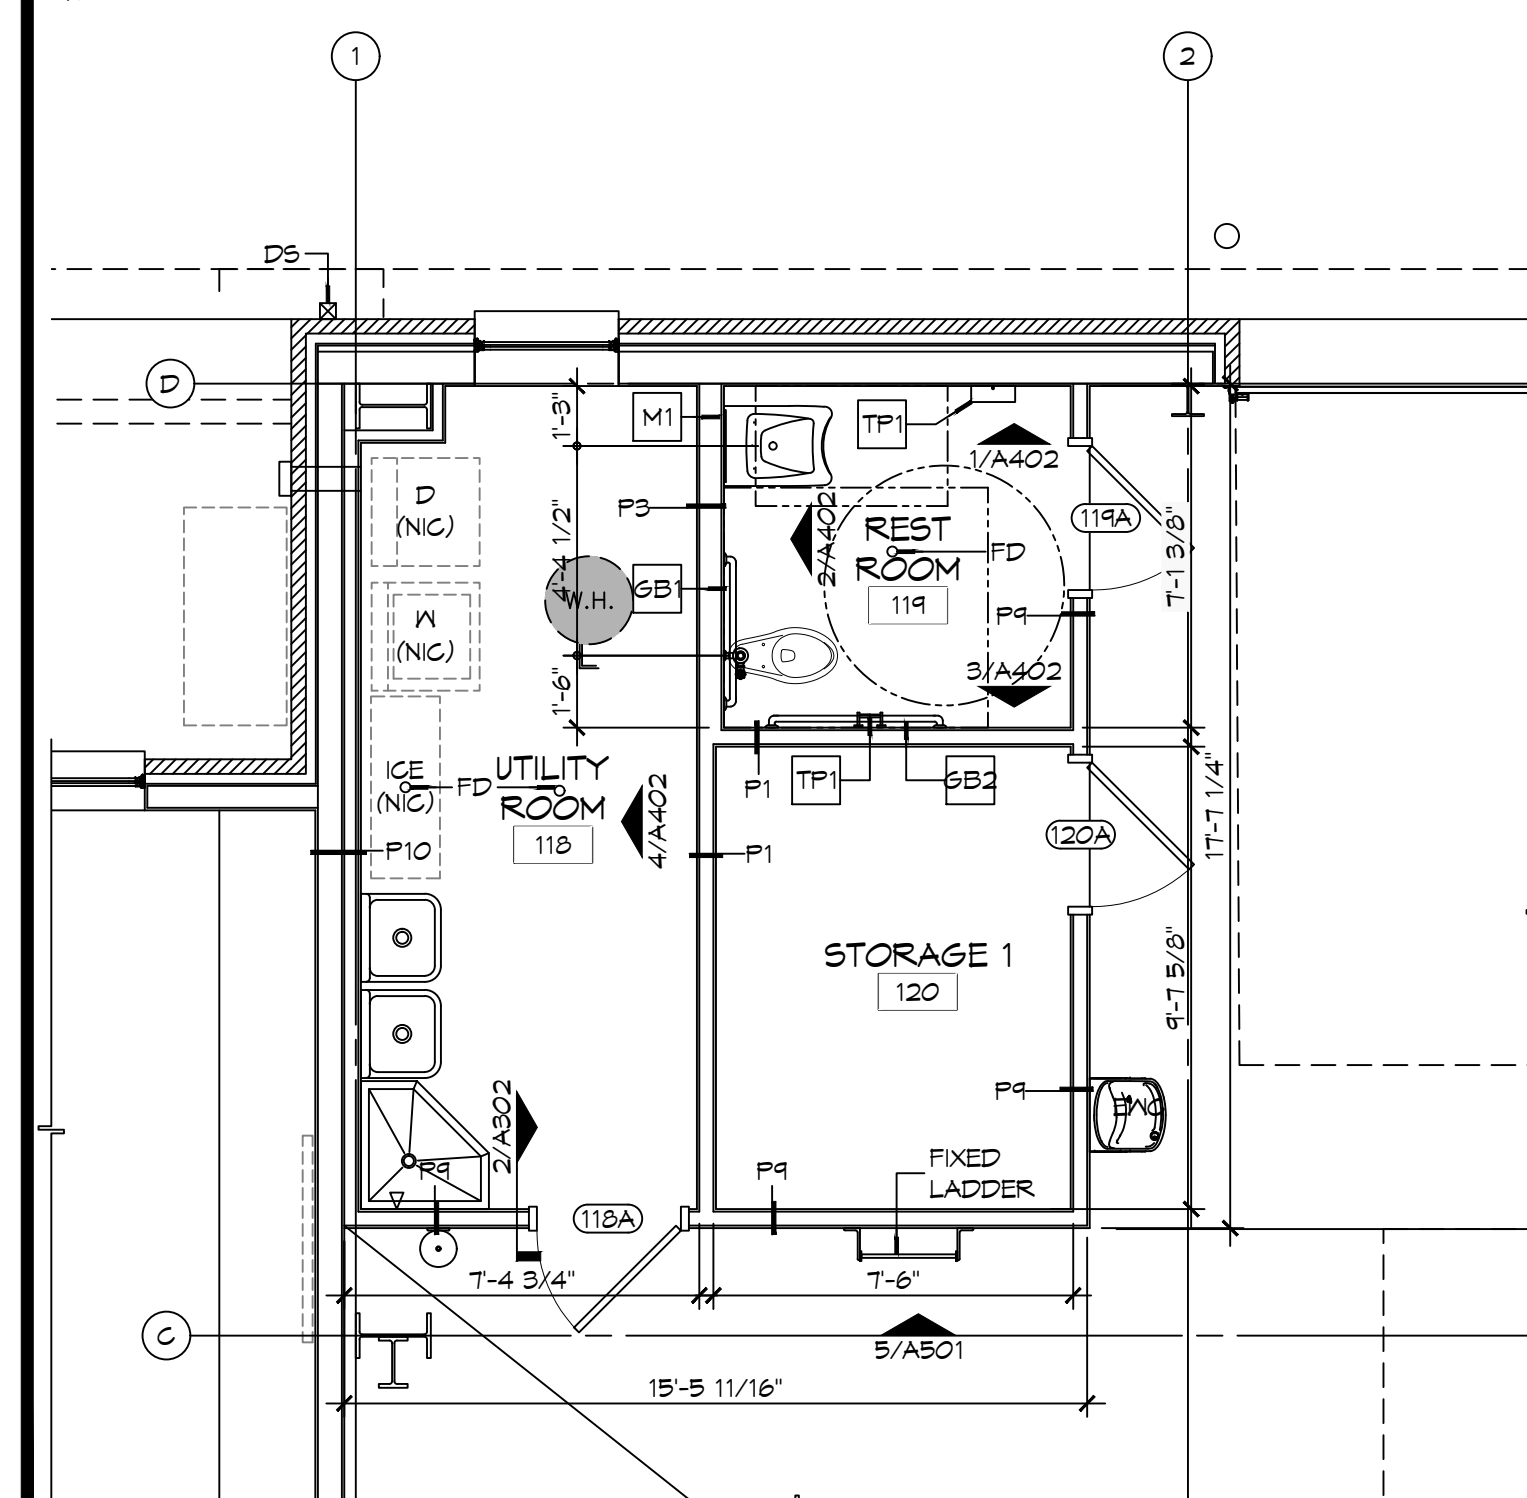 1
2
DS
D
1'-3"
M1
TP1
1/A402
D
(NIC)
P3
4'-4 1/2"
2/A402
REST
ROOM
FD
119
119A
7'-1 3/8"
W.H.
GB1
P9
W
(NIC)
1'-6"
3/A402
ICE
(NIC)
FD
UTILITY
ROOM
118
4/A402
P1
TP1
GB2
17'-7 1/4"
120A
P10
P1
STORAGE 1
120
9'-7 5/8"
P9
EWC
2/A302
P9
P9
FIXED
LADDER
118A
7'-4 3/4"
7'-6"
C
5/A501
15'-5 11/16"